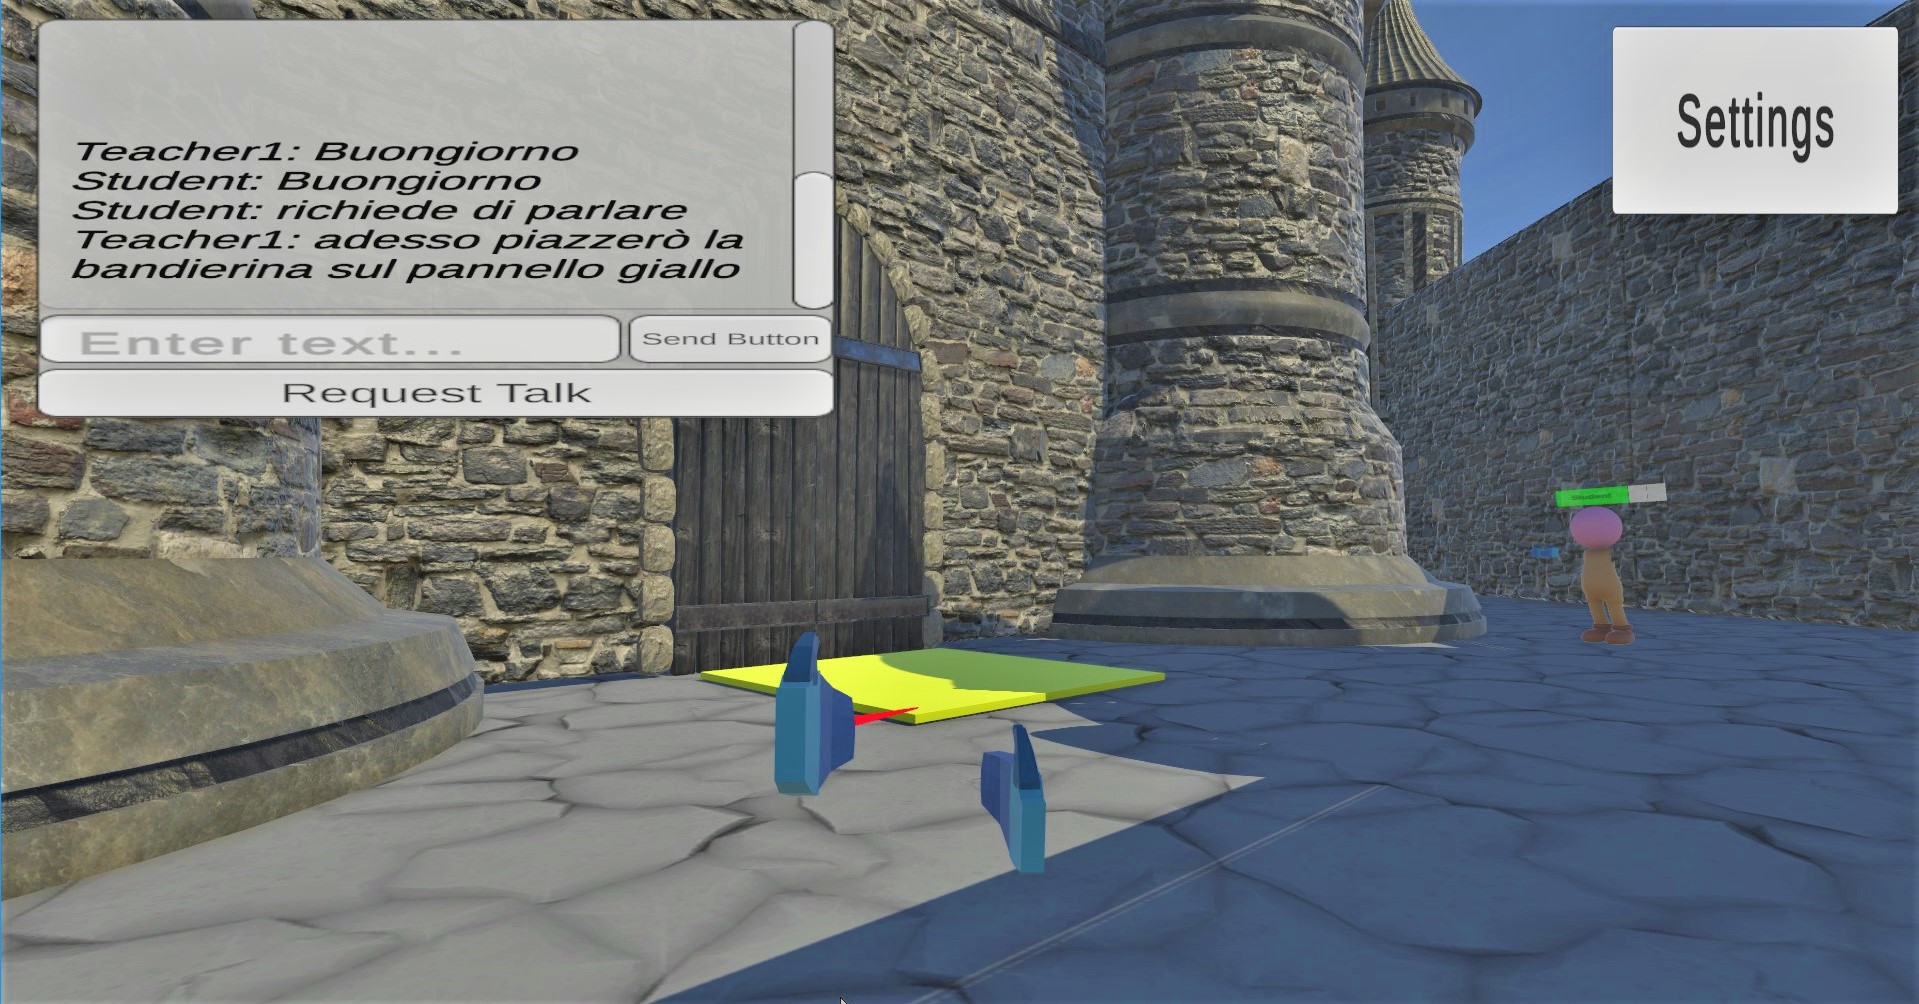 Teacher1: Buongiorno
Student: Buongiorno
Student: richiede di parlare
Teacher1: adesso piazzerò la
bandierina sul pannello giallo
Enter text...
Send Button
Request Talk
Settings
Student